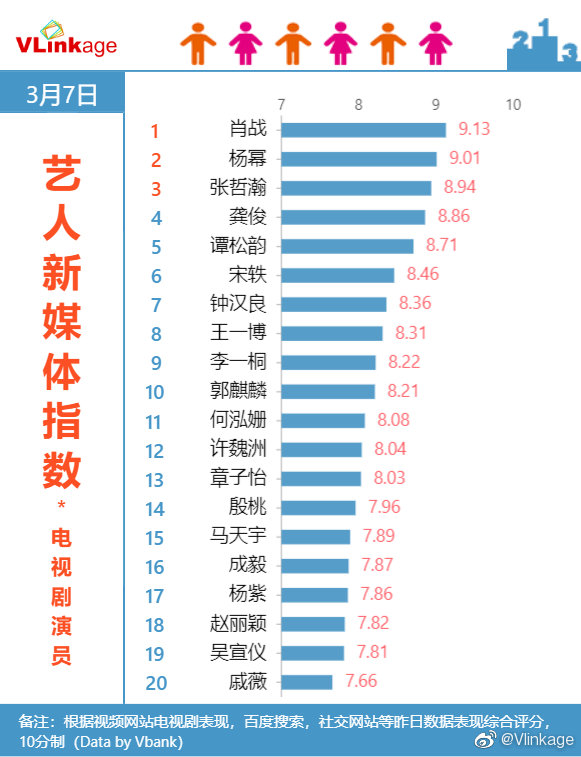 VLinkage
1
2
3
3月7日
艺人新媒体指数
*
电视剧演员
7 8 9 10
1 肖战 9.13
2 杨幂 9.01
3 张哲瀚 8.94
4 龚俊 8.86
5 谭松韵 8.71
6 宋轶 8.46
7 钟汉良 8.36
8 王一博 8.31
9 李一桐 8.22
10 郭麒麟 8.21
11 何泓姗 8.08
12 许魏洲 8.04
13 章子怡 8.03
14 殷桃 7.96
15 马天宇 7.89
16 成毅 7.87
17 杨紫 7.86
18 赵丽颖 7.82
19 吴宣仪 7.81
20 戚薇 7.66
备注：根据视频网站电视剧表现，百度搜索，社交网站等昨日数据表现综合评分，
10分制（Data by Vbank）
@Vlinkage